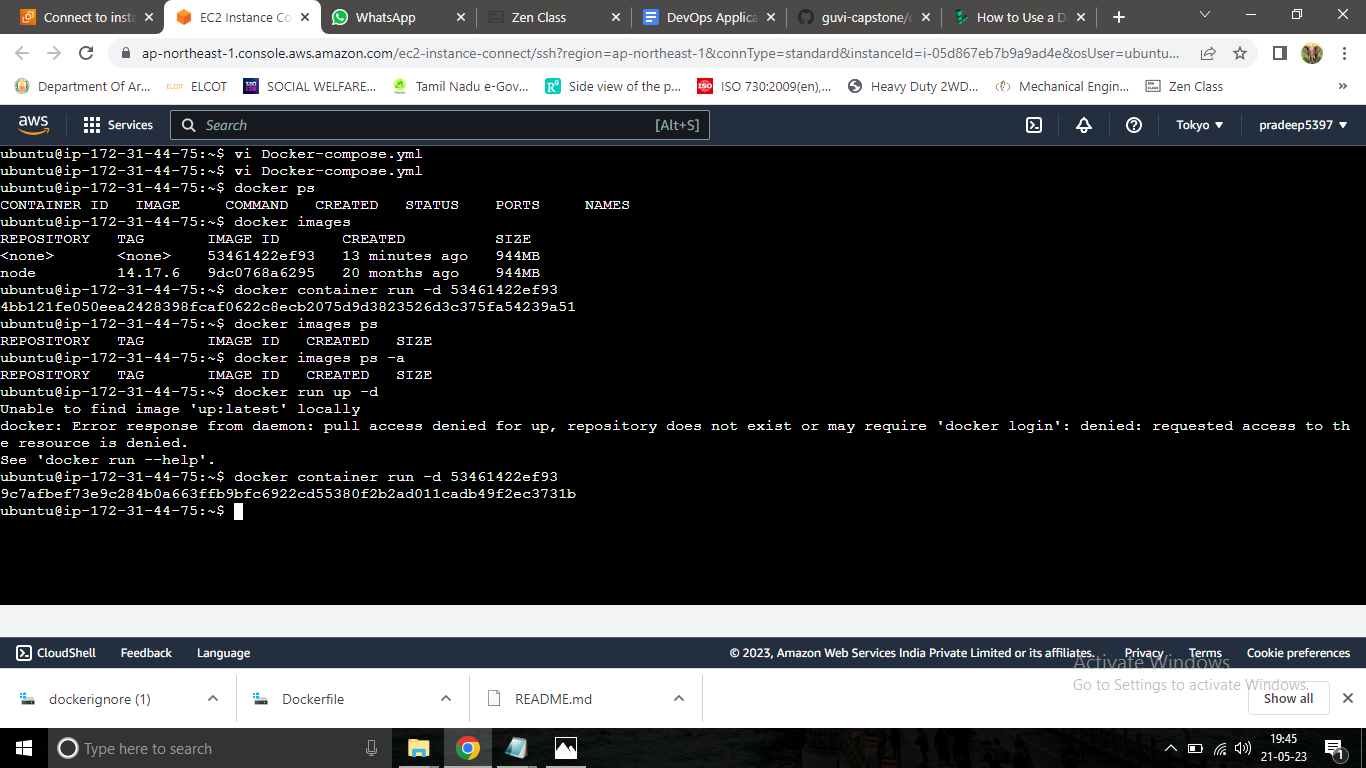 Connect to insta
EC2 Instance Co
WhatsApp
Zen Class
DevOps Applica
guvi-capstone/
How to Use a D
ap-northeast-1.console.aws.amazon.com/ec2-instance-connect/ssh?region=ap-northeast-1&connType=standard&instanceId=i-05d867eb7b9a9ad4e&osUser=ubuntu...
Department Of Ar...
ELCOT ELCOT
SOCIAL WELFARE...
Tamil Nadu e-Gov...
Side view of the p...
ISO ISO 730:2009(en),...
Heavy Duty 2WD...
Mechanical Engin...
Zen Class
aws Services Search [Alt+S] Tokyo pradeep5397
ubuntu@ip-172-31-44-75:~$ vi Docker-compose.yml
ubuntu@ip-172-31-44-75:~$ vi Docker-compose.yml
ubuntu@ip-172-31-44-75:~$ docker ps
CONTAINER ID   IMAGE     COMMAND   CREATED   STATUS    PORTS     NAMES
ubuntu@ip-172-31-44-75:~$ docker images
REPOSITORY   TAG       IMAGE ID       CREATED          SIZE
<none>       <none>    53461422ef93   13 minutes ago   944MB
node         14.17.6   9dc0768a6295   20 months ago    944MB
ubuntu@ip-172-31-44-75:~$ docker container run -d 53461422ef93
4bb121fe050eea2428398fcaf0622c8ecb2075d9d3823526d3c375fa54239a51
ubuntu@ip-172-31-44-75:~$ docker images ps
REPOSITORY   TAG       IMAGE ID   CREATED   SIZE
ubuntu@ip-172-31-44-75:~$ docker images ps -a
REPOSITORY   TAG       IMAGE ID   CREATED   SIZE
ubuntu@ip-172-31-44-75:~$ docker run up -d
Unable to find image 'up:latest' locally
docker: Error response from daemon: pull access denied for up, repository does not exist or may require 'docker login': denied: requested access to th
e resource is denied.
See 'docker run --help'.
ubuntu@ip-172-31-44-75:~$ docker container run -d 53461422ef93
9c7afbef73e9c284b0a663ffb9bfc6922cd55380f2b2ad011cadb49f2ec3731b
ubuntu@ip-172-31-44-75:~$
CloudShell Feedback Language © 2023, Amazon Web Services India Private Limited or its affiliates. Privacy Terms Cookie preferences
Activate Windows
Go to Settings to activate Windows.
dockerignore (1)
Dockerfile
README.md
Show all
Type here to search
19:45
21-05-23
1